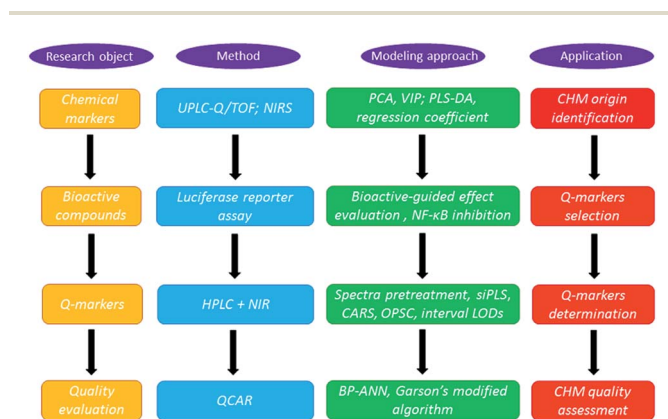 Research object
Method
Modeling approach
Application
Chemical
markers
UPLC-Q/TOF; NIRS
PCA, VIP; PLS-DA,
regression coefficient
CHM origin
identification
Bioactive
compounds
Luciferase reporter
assay
Bioactive-guided effect
evaluation , NF-κB inhibition
Q-markers
selection
Q-markers
HPLC + NIR
Spectra pretreatment, siPLS,
CARS, OPSC, interval LODs
Q-markers
determination
Quality
evaluation
QCAR
BP-ANN, Garson's modified
algorithm
CHM quality
assessment